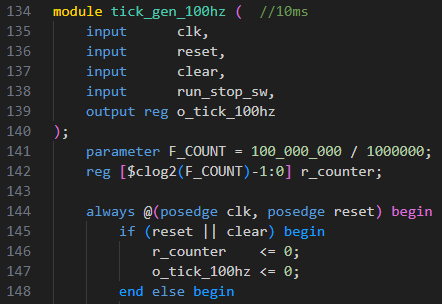 134 module tick_gen_100hz (  //10ms
135     input      clk,
136     input      reset,
137     input      clear,
138     input      run_stop_sw,
139     output reg o_tick_100hz
140 );
141     parameter F_COUNT = 100_000_000 / 1000000;
142     reg [$clog2(F_COUNT)-1:0] r_counter;
143
144     always @(posedge clk, posedge reset) begin
145         if (reset || clear) begin
146             r_counter    <= 0;
147             o_tick_100hz <= 0;
148         end else begin